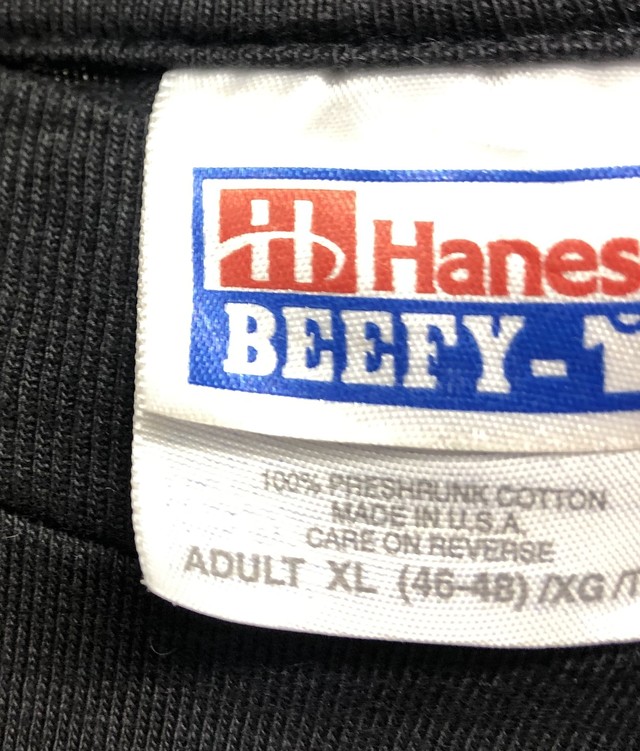 H Hanes
BEEFY-T
100% PRESHRUNK COTTON
MADE IN U.S.A.
CARE ON REVERSE
ADULT XL (46-48) /XG/T